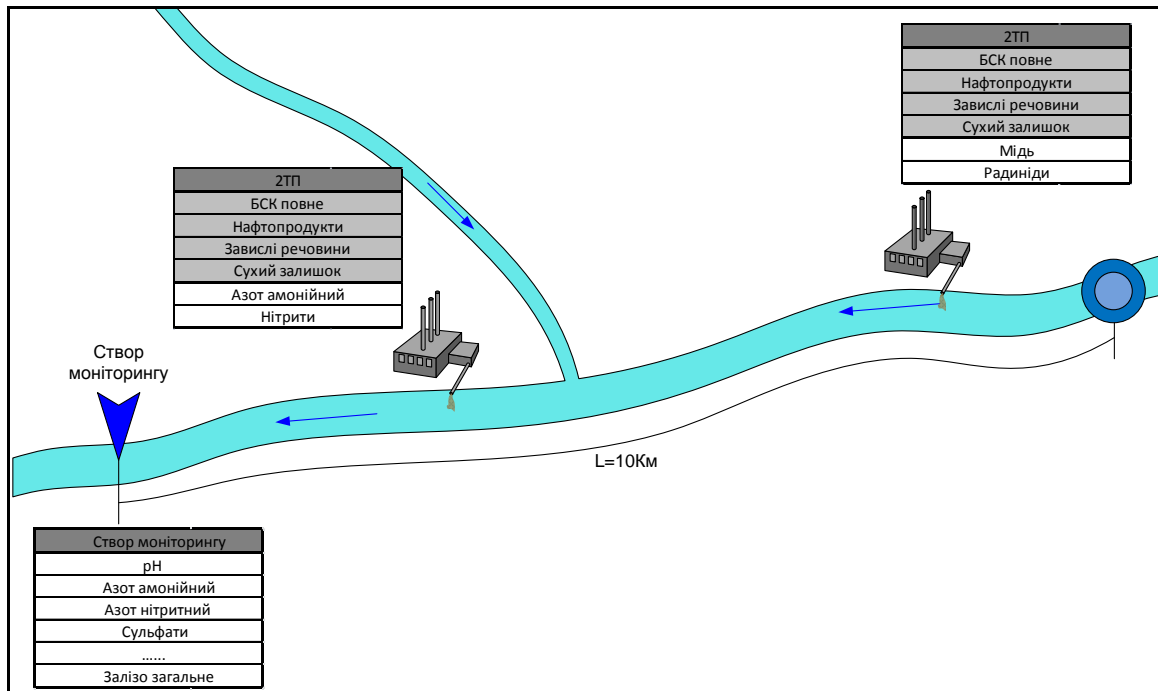 2ТП
БСК повне
Нафтопродукти
Завислі речовини
Сухий залишок
Мідь
Радиніди
2ТП
БСК повне
Нафтопродукти
Завислі речовини
Сухий залишок
Азот амонійний
Нітрити
Створ
моніторингу
L=10Км
Створ моніторингу
pH
Азот амонійний
Азот нітритний
Сульфати
......
Залізо загальне